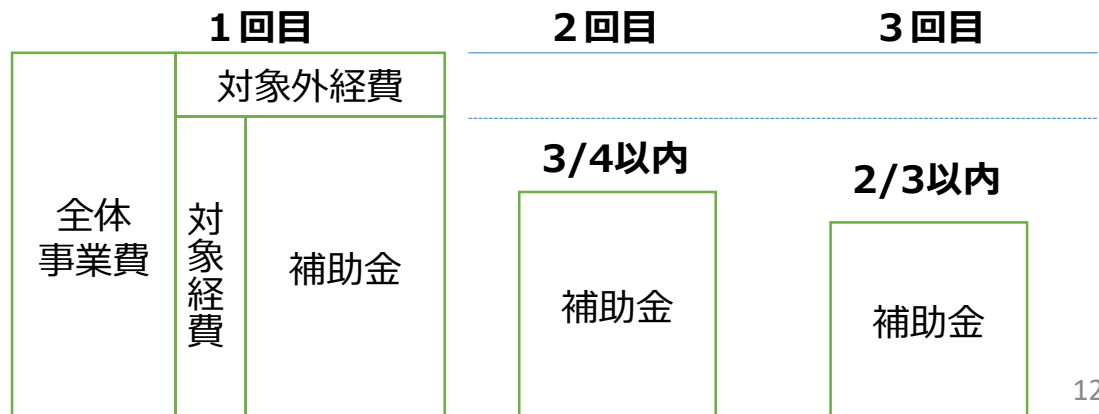 １回目
２回目
３回目
対象外経費
3/4以内
2/3以内
全体
事業費
対象経費
補助金
補助金
補助金
12